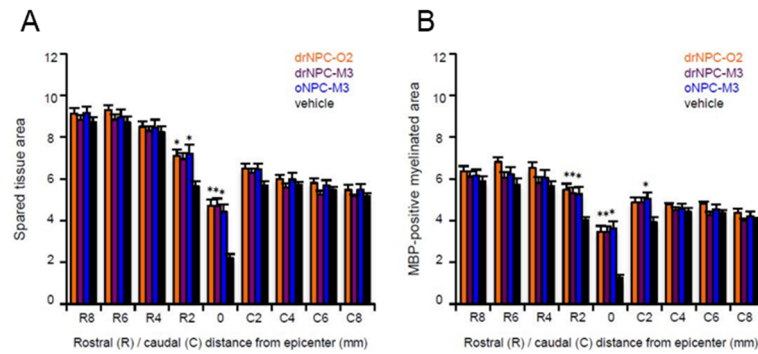 A
Spared tissue area
12
10
8
6
4
2
0
drNPC-O2
drNPC-M3
oNPC-M3
vehicle
* *
***
R8 R6 R4 R2 0 C2 C4 C6 C8
Rostral (R) / caudal (C) distance from epicenter (mm)
B
MBP-positive myelinated area
12
10
8
6
4
2
0
drNPC-O2
drNPC-M3
oNPC-M3
vehicle
***
***
*
R8 R6 R4 R2 0 C2 C4 C6 C8
Rostral (R) / caudal (C) distance from epicenter (mm)